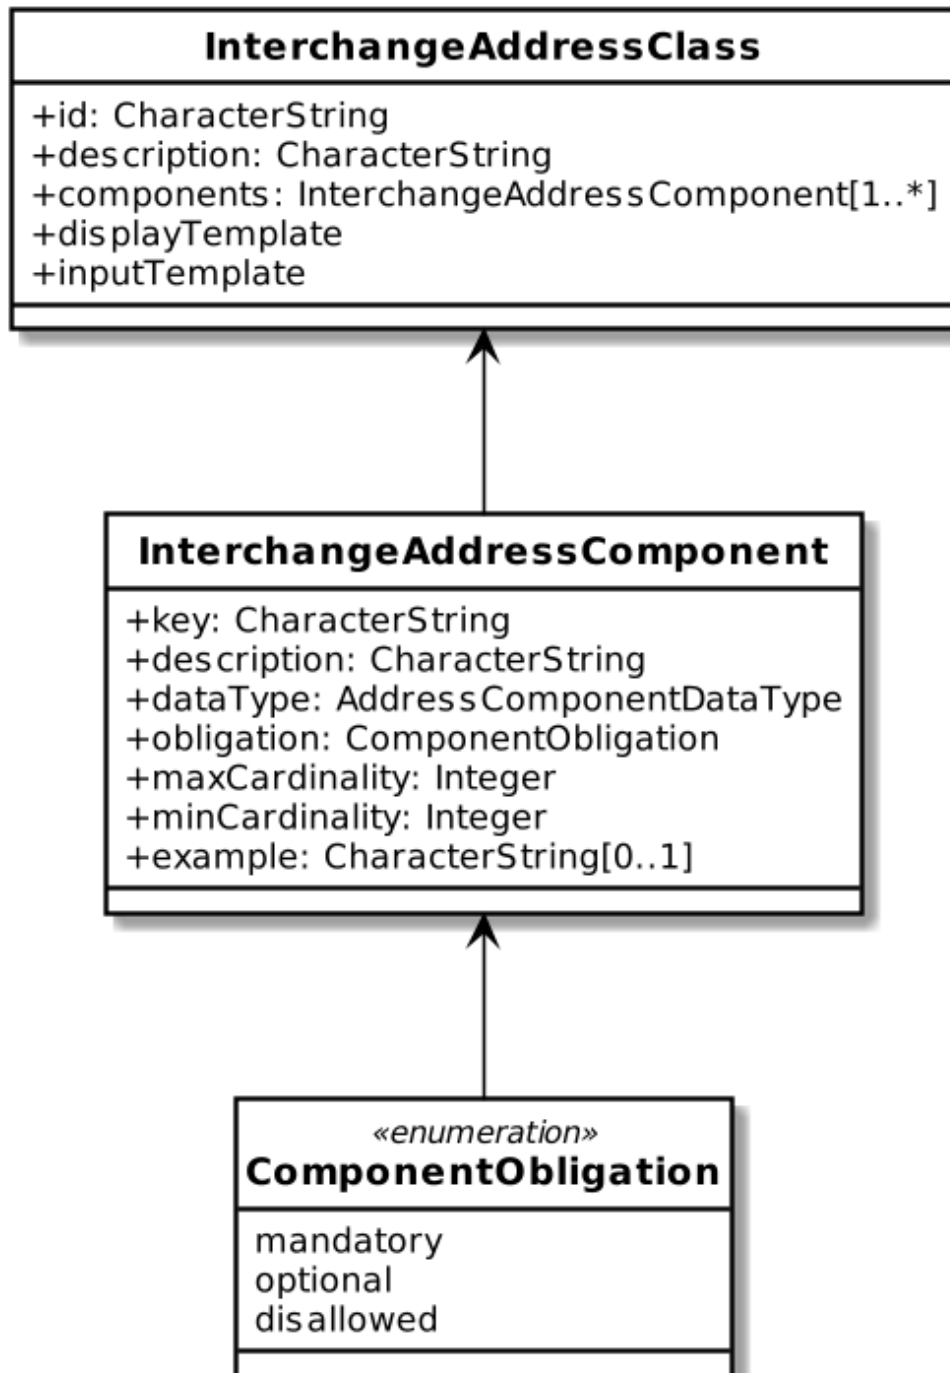 InterchangeAddressClass
+id: CharacterString
+description: CharacterString
+components: InterchangeAddressComponent[1..*]
+displayTemplate
+inputTemplate
InterchangeAddressComponent
+key: CharacterString
+description: CharacterString
+dataType: AddressComponentDataType
+obligation: ComponentObligation
+maxCardinality: Integer
+minCardinality: Integer
+example: CharacterString[0..1]
«enumeration»
ComponentObligation
mandatory
optional
disallowed